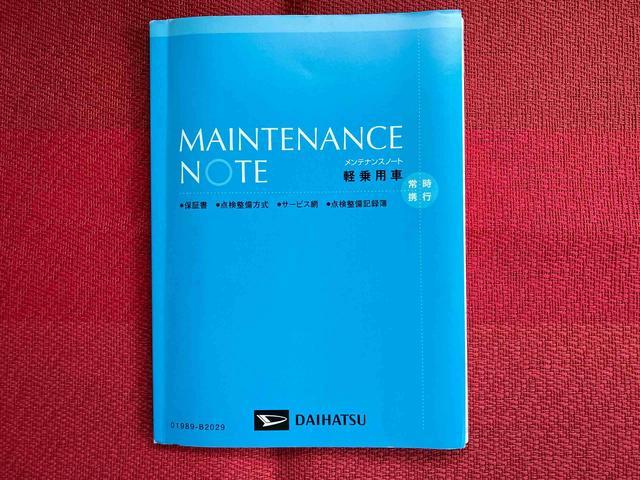 MAINTENANCE
NOTE
メンテナンスノート
軽乗用車
常時
携行
●保証書 ●点検整備方式 ●サービス網 ●点検整備記録簿
01989-B2029
DAIHATSU